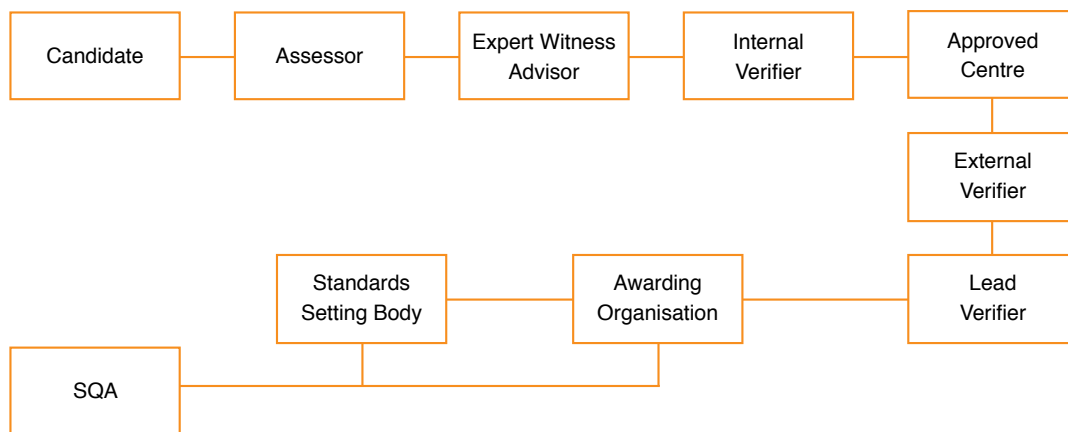 Candidate
Assessor
Expert Witness
Advisor
Internal
Verifier
Approved
Centre
External
Verifier
Lead
Verifier
Awarding
Organisation
Standards
Setting Body
SQA